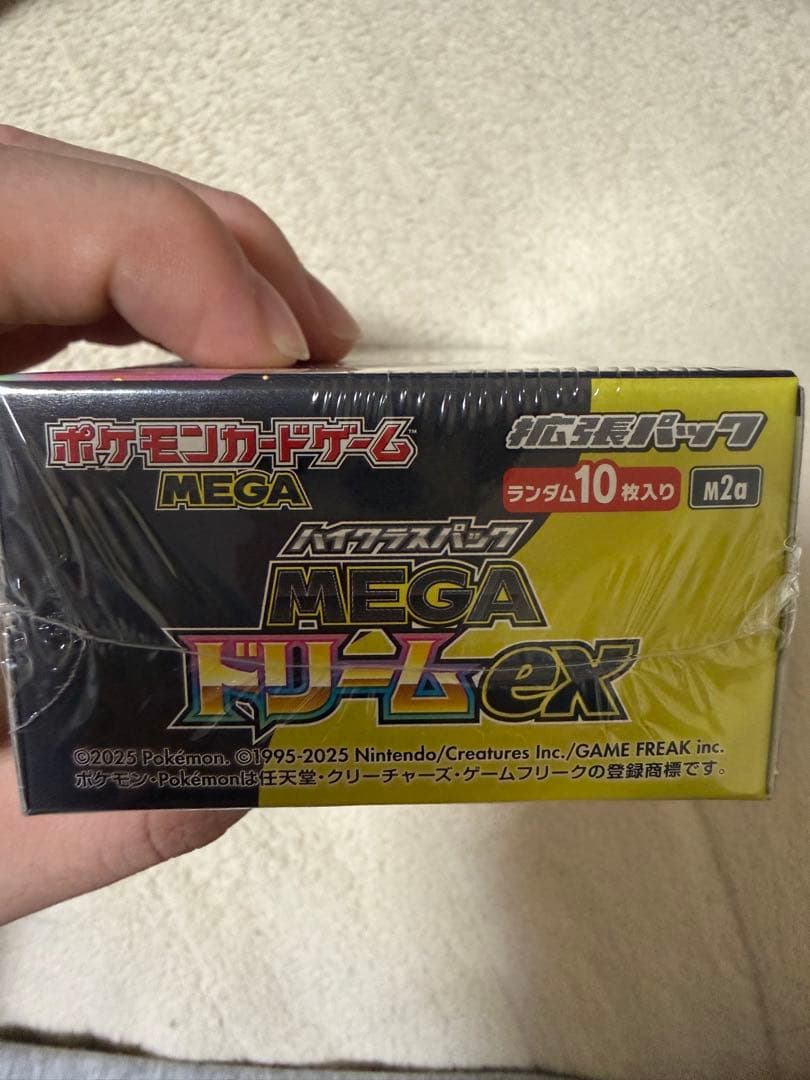 ポケモンカードゲーム™
MEGA
拡張パック
ランダム10枚入り
M2a
ハイクラスパック
MEGA
ドリームex
©2025 Pokémon. ©1995-2025 Nintendo/Creatures Inc./GAME FREAK inc.
ポケモン・Pokémonは任天堂・クリーチャーズ・ゲームフリークの登録商標です。